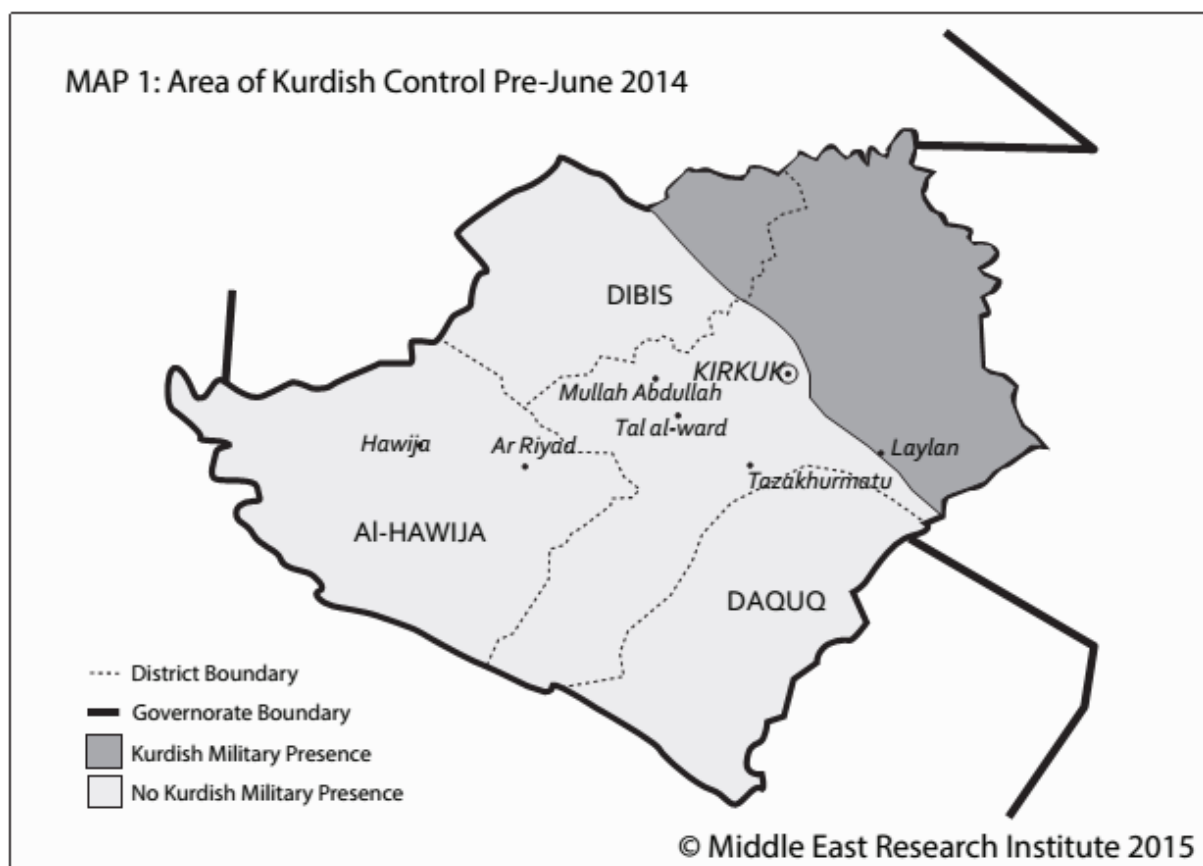 MAP 1: Area of Kurdish Control Pre-June 2014
DIBIS
KIRKUK
Mullah Abdullah
Tal al-ward
Hawija
Ar Riyad
Laylan
Tazakhurmatu
Al-HAWIJA
DAQUQ
District Boundary
Governorate Boundary
Kurdish Military Presence
No Kurdish Military Presence
© Middle East Research Institute 2015